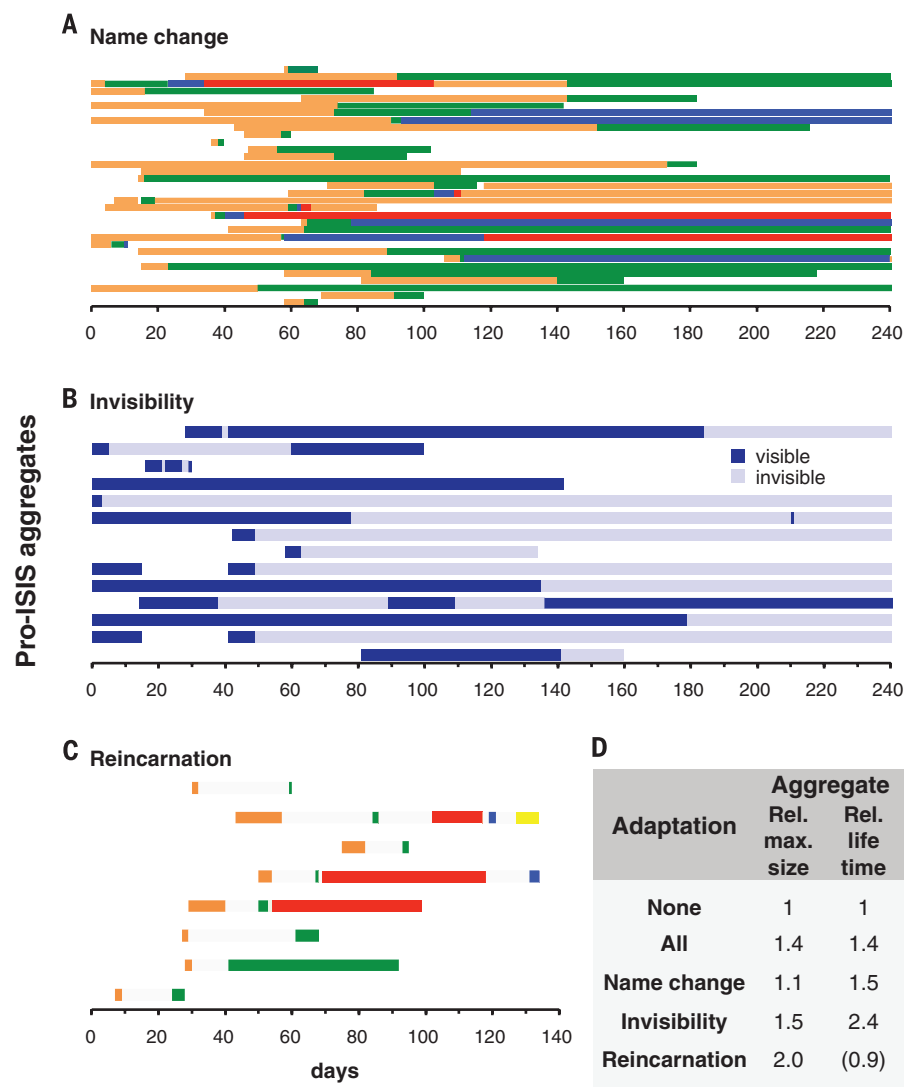 A Name change
0 20 40 60 80 100 120 140 160 180 200 220 240
Pro-ISIS aggregates
B Invisibility
visible
invisible
0 20 40 60 80 100 120 140 160 180 200 220 240
C Reincarnation
0 20 40 60 80 100 120 140
days
D
Adaptation
Aggregate
Rel. max. size
Rel. life time
None 1 1
All 1.4 1.4
Name change 1.1 1.5
Invisibility 1.5 2.4
Reincarnation 2.0 (0.9)